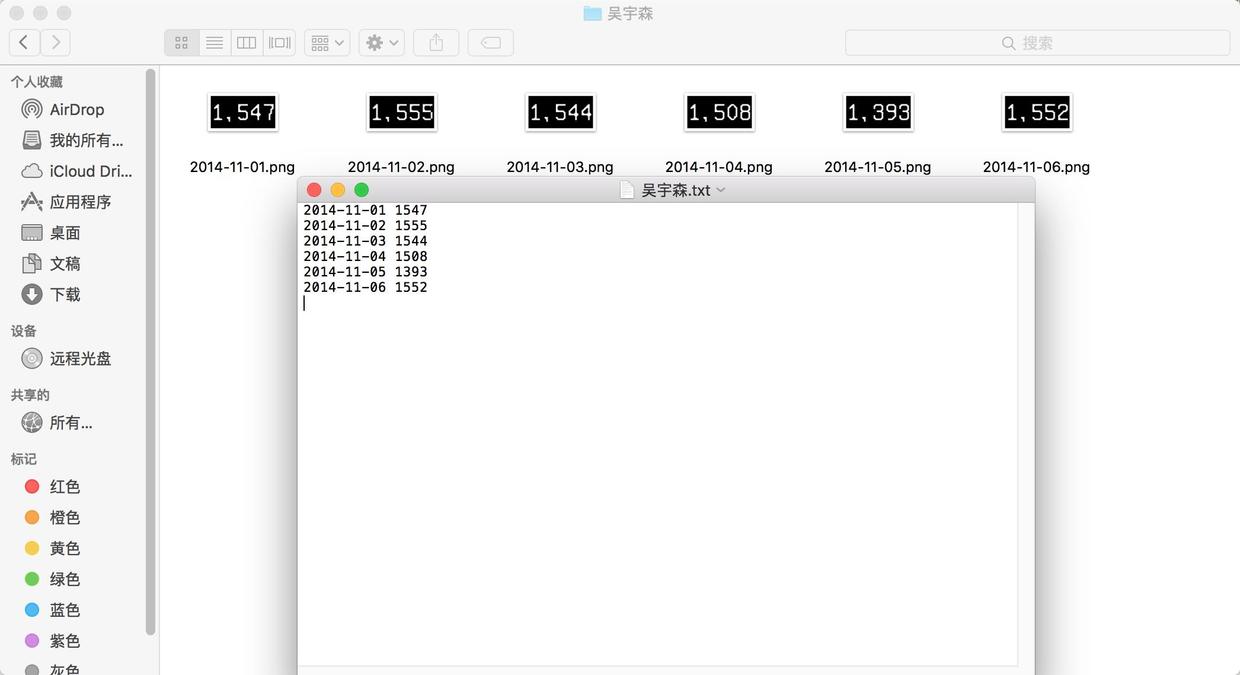 吴宇森
搜索
个人收藏
AirDrop
我的所有...
iCloud Dri...
应用程序
桌面
文稿
下载
设备
远程光盘
共享的
所有...
标记
红色
橙色
黄色
绿色
蓝色
紫色
灰色
1,547 1,555 1,544 1,508 1,393 1,552
2014-11-01.png 2014-11-02.png 2014-11-03.png 2014-11-04.png 2014-11-05.png 2014-11-06.png
吴宇森.txt
2014-11-01 1547
2014-11-02 1555
2014-11-03 1544
2014-11-04 1508
2014-11-05 1393
2014-11-06 1552